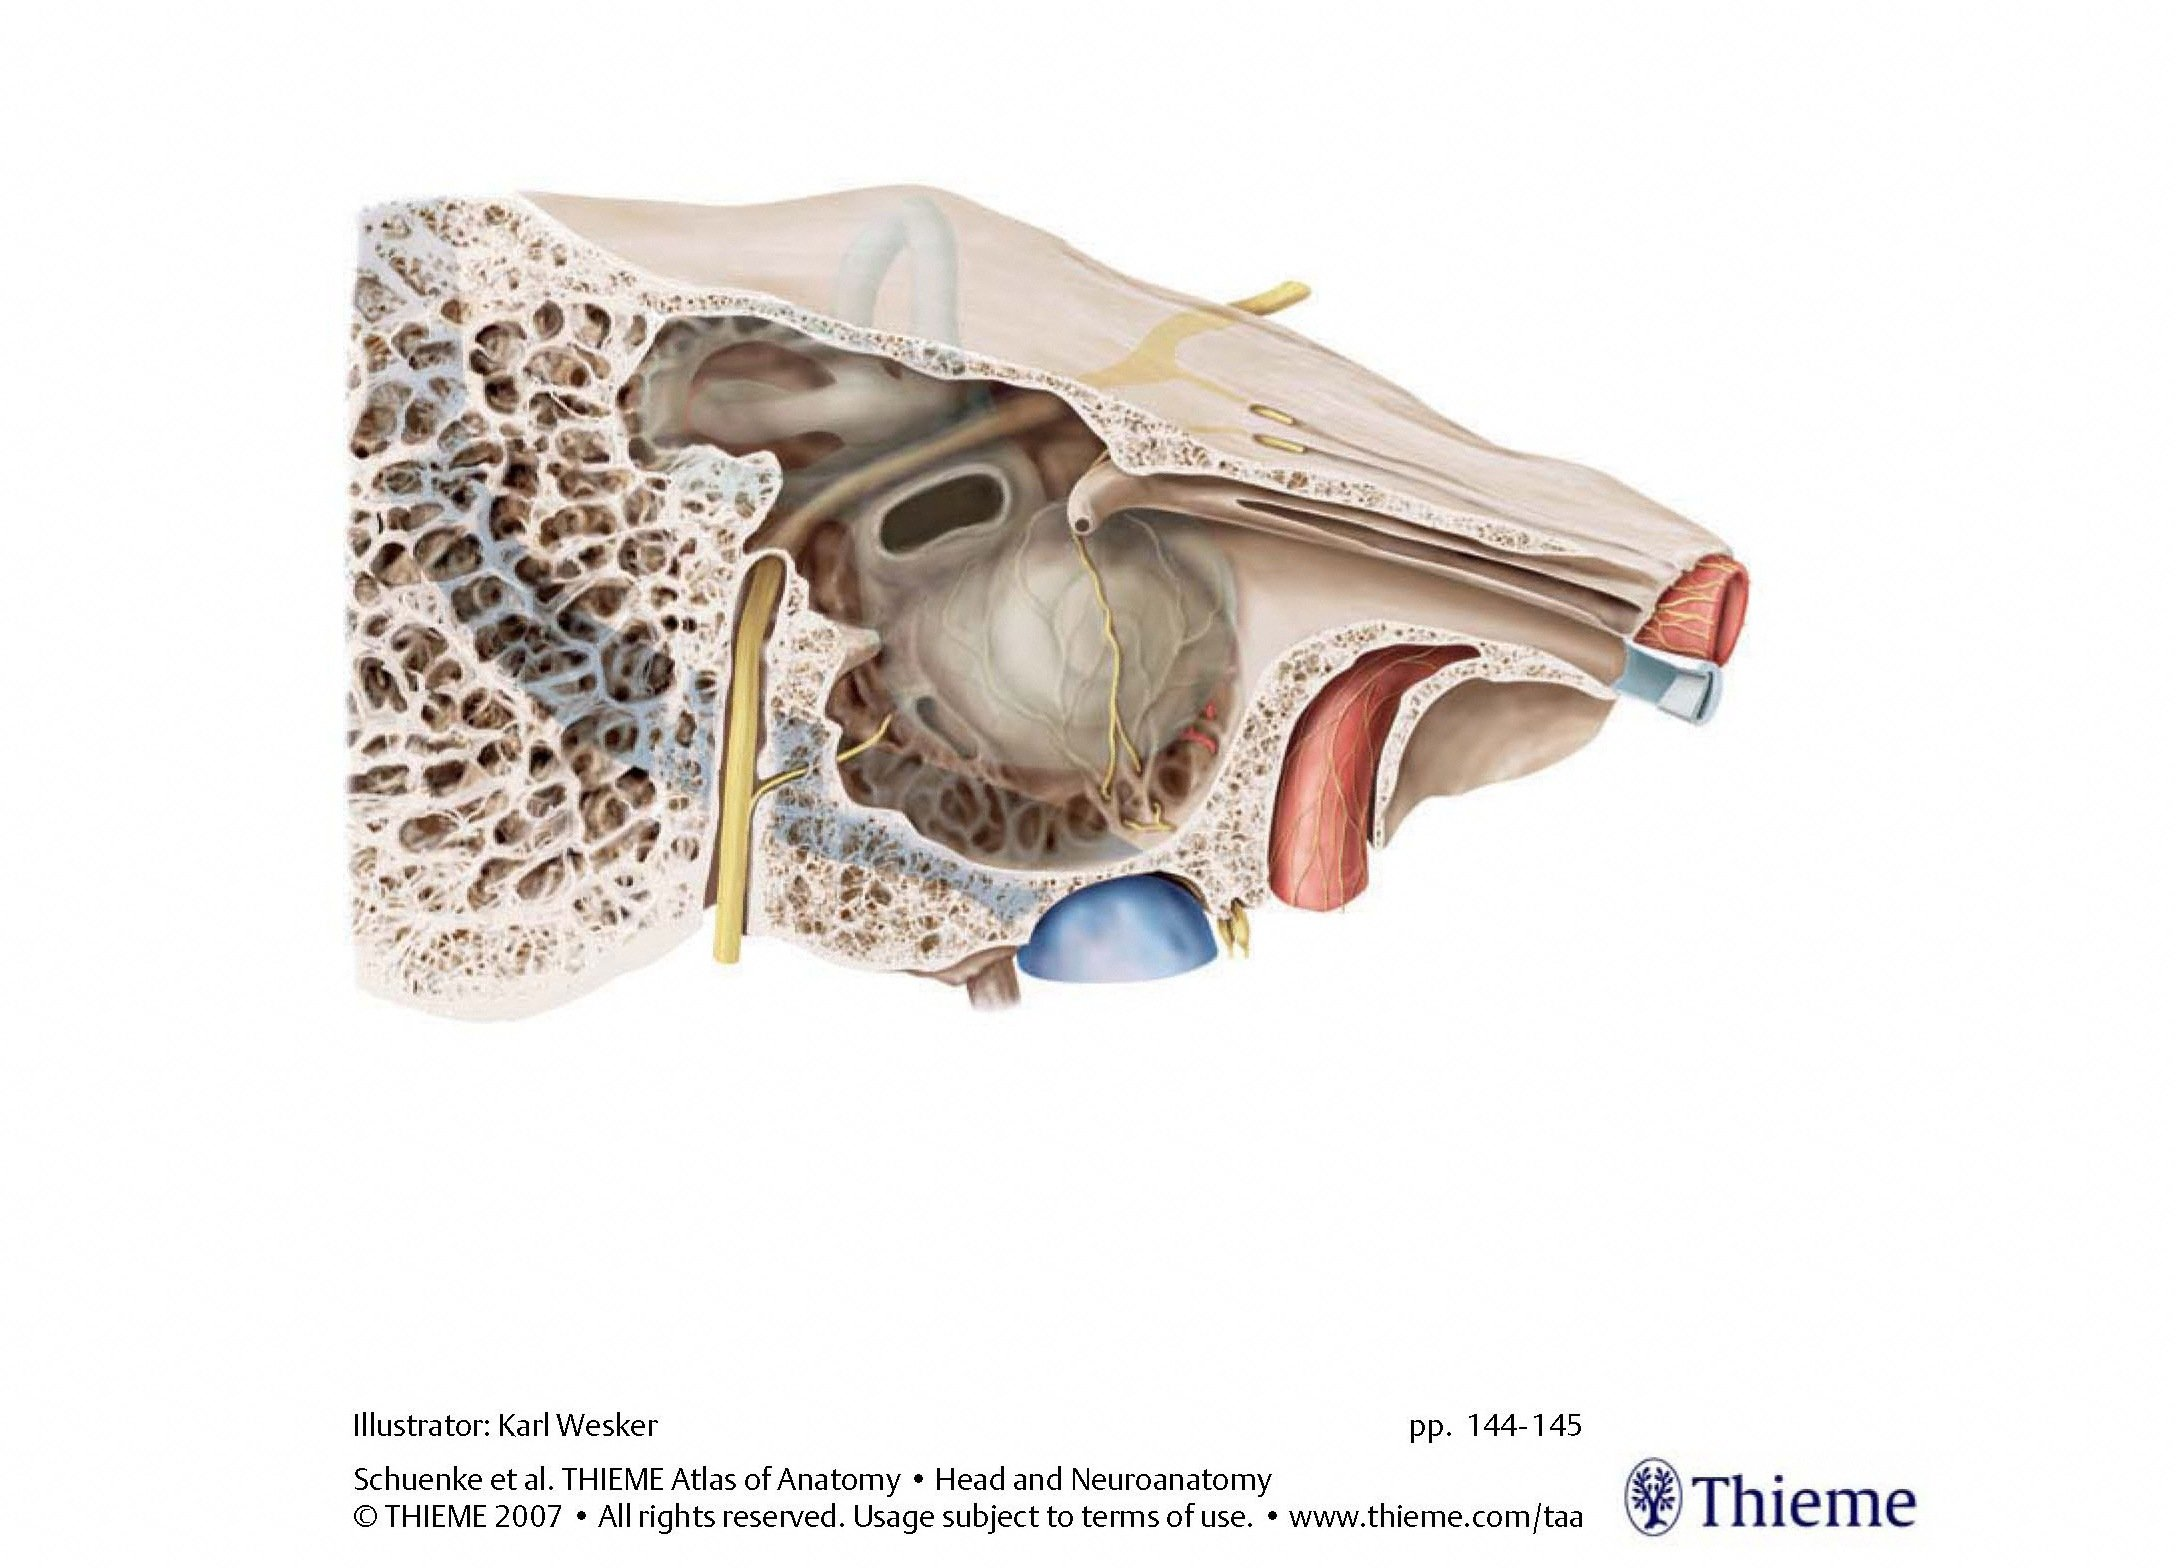 Illustrator: Karl Wesker
pp. 144-145
Schuenke et al. THIEME Atlas of Anatomy • Head and Neuroanatomy
© THIEME 2007 • All rights reserved. Usage subject to terms of use. • www.thieme.com/taa
Thieme